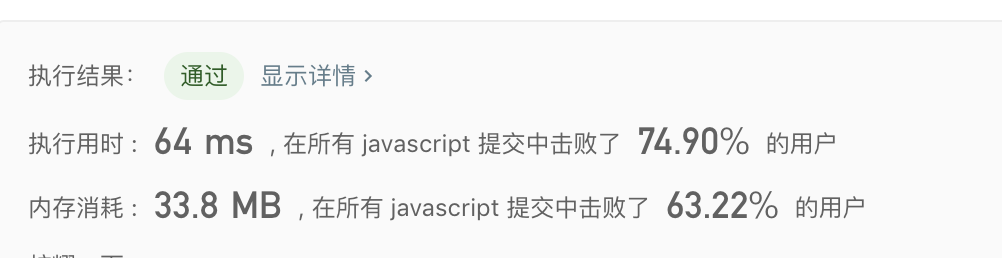 执行结果： 通过 显示详情 >
执行用时 : 64 ms , 在所有 javascript 提交中击败了 74.90% 的用户
内存消耗 : 33.8 MB , 在所有 javascript 提交中击败了 63.22% 的用户